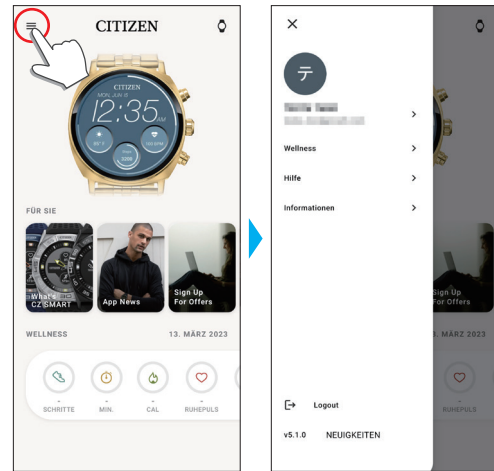 CITIZEN
CITIZEN
MON, JUN 6
12:35
FÜR SIE
What's
CZ SMART
App News
Sign Up
For Offers
WELLNESS
13. MÄRZ 2023
-
-
-
-
SCHRITTE
MIN.
CAL
RUHEPULS
テ
Wellness
Hilfe
Informationen
Logout
v5.1.0
NEUIGKEITEN
Sign Up
For Offers
. MÄRZ 2023
-
RUHEPULS